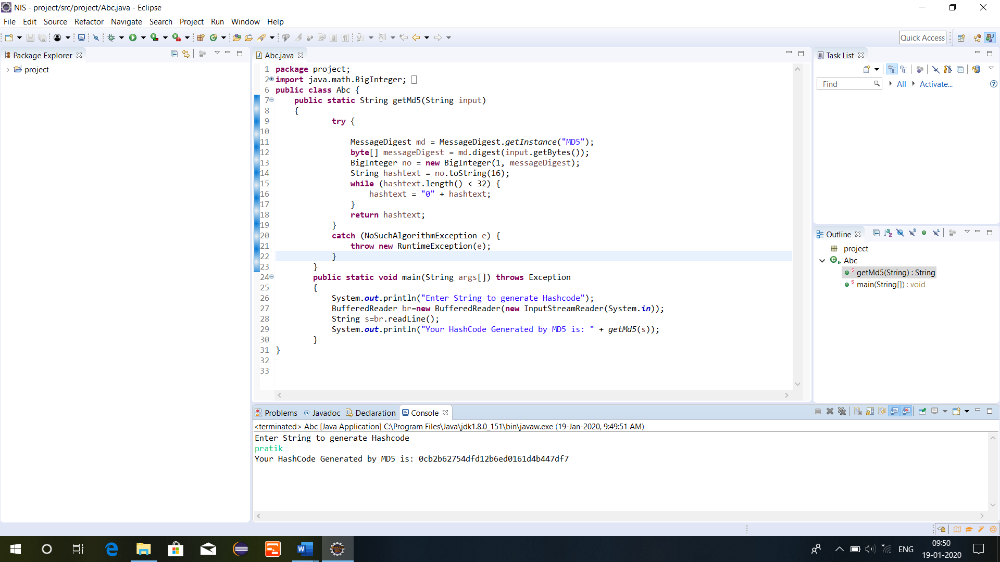 NIS - project/src/project/Abc.java - Eclipse
File Edit Source Refactor Navigate Search Project Run Window Help
Quick Access
Package Explorer
project
Abc.java
1 package project;
2 import java.math.BigInteger;
6 public class Abc {
7 public static String getMd5(String input)
8 {
9 try {
10
11 MessageDigest md = MessageDigest.getInstance("MD5");
12 byte[] messageDigest = md.digest(input.getBytes());
13 BigInteger no = new BigInteger(1, messageDigest);
14 String hashtext = no.toString(16);
15 while (hashtext.length() < 32) {
16 hashtext = "0" + hashtext;
17 }
18 return hashtext;
19 }
20 catch (NoSuchAlgorithmException e) {
21 throw new RuntimeException(e);
22 }
23 }
24 public static void main(String args[]) throws Exception
25 {
26 System.out.println("Enter String to generate Hashcode");
27 BufferedReader br=new BufferedReader(new InputStreamReader(System.in));
28 String s=br.readLine();
29 System.out.println("Your HashCode Generated by MD5 is: " + getMd5(s));
30 }
31 }
32
33
Task List
Find All Activate...
Outline
project
Abc
getMd5(String) : String
main(String[]) : void
Problems @ Javadoc Declaration Console
<terminated> Abc [Java Application] C:\Program Files\Java\jdk1.8.0_151\bin\javaw.exe (19-Jan-2020, 9:49:51 AM)
Enter String to generate Hashcode
pratik
Your HashCode Generated by MD5 is: 0cb2b62754dfd12b6ed0161d4b447df7
ENG
09:50
19-01-2020